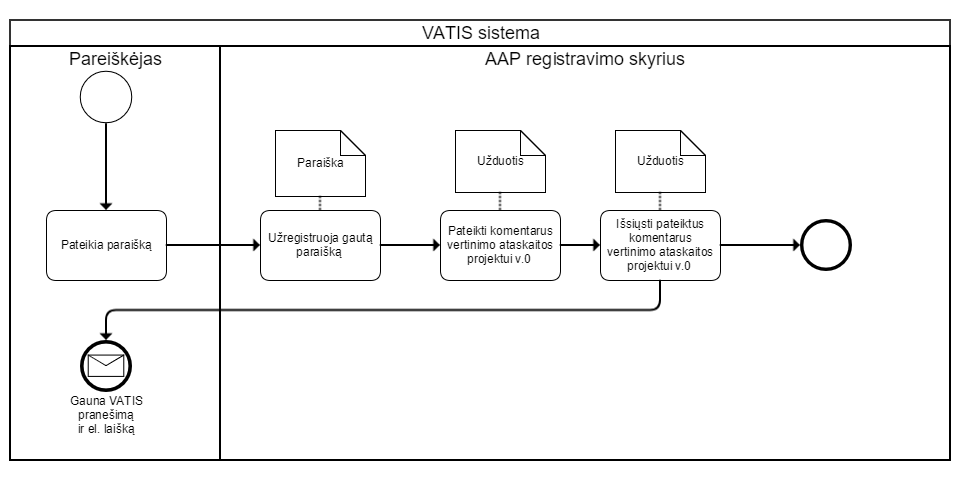 VATIS sistema
Pareiškėjas
AAP registravimo skyrius
Paraiška
Užduotis
Užduotis
Pateikia paraišką
Užregistruoja gautą
paraišką
Pateikti komentarus
vertinimo ataskaitos
projektui v.0
Išsiųsti pateiktus
komentarus
vertinimo ataskaitos
projektui v.0
Gauna VATIS
pranešimą
ir el. laišką